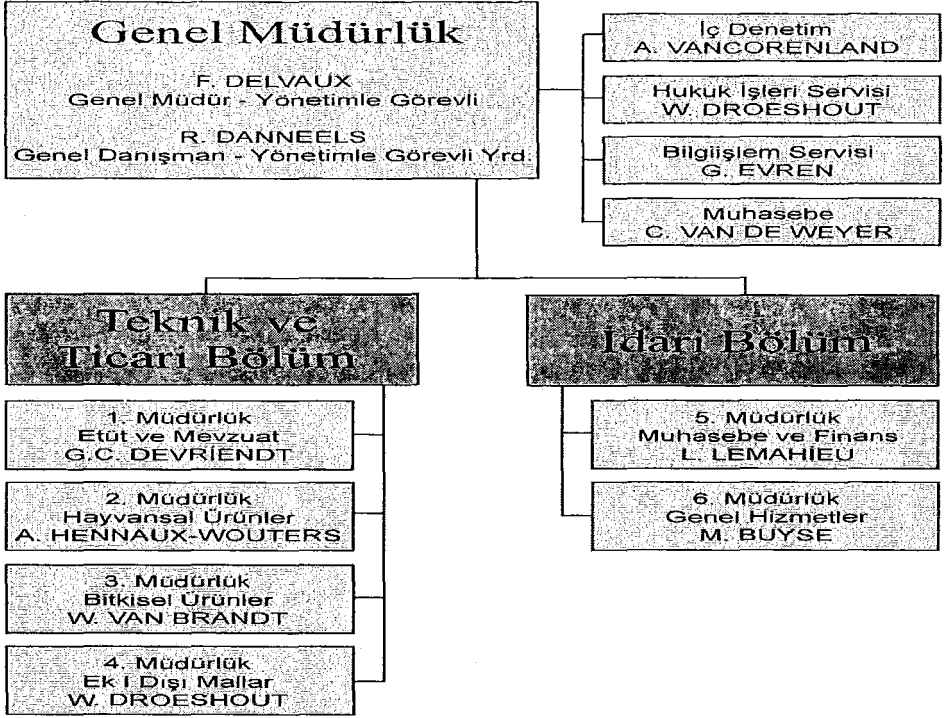 Genel Müdürlük
F. DELVAUX
Genel Müdür - Yönetimle Görevli
R. DANNEELS
Genel Danışman - Yönetimle Görevli Yrd.
İç Denetim
A. VANCORENLAND
Hukuk İşleri Servisi
W. DROESHOUT
Bilgiişlem Servisi
G. EVREN
Muhasebe
C. VAN DE WEYER
Teknik ve
Ticari Bölüm
1. Müdürlük
Etüt ve Mevzuat
G.C. DEVRIENDT
2. Müdürlük
Hayvansal Ürünler
A. HENNAUX-WOUTERS
3. Müdürlük
Bitkisel Ürünler
W. VAN BRANDT
4. Müdürlük
Ek I Dışı Mallar
W. DROESHOUT
İdari Bölüm
5. Müdürlük
Muhasebe ve Finans
L. LEMAHİEU
6. Müdürlük
Genel Hizmetler
M. BUYSE